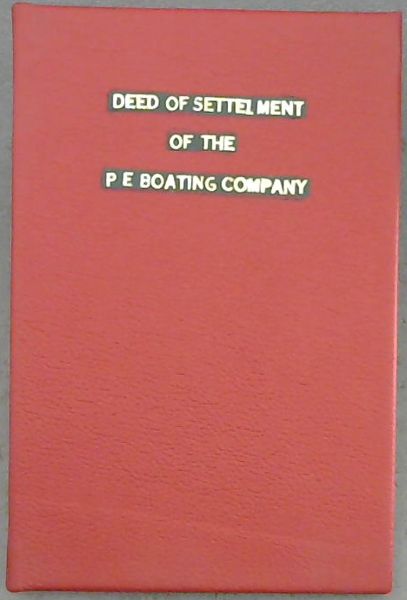 DEED OF SETTELMENT
OF THE
P E BOATING COMPANY